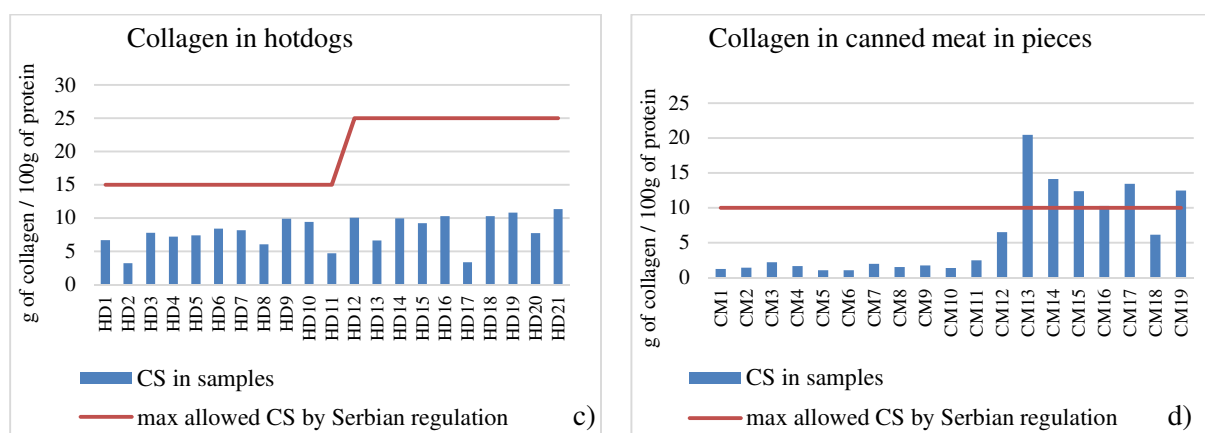 Collagen in hotdogs
g of collagen / 100g of protein
30
25
20
15
10
5
0
HD1
HD2
HD3
HD4
HD5
HD6
HD7
HD8
HD9
HD10
HD11
HD12
HD13
HD14
HD15
HD16
HD17
HD18
HD19
HD20
HD21
CS in samples
max allowed CS by Serbian regulation
c)
Collagen in canned meat in pieces
g of collagen / 100g of protein
25
20
15
10
5
0
CM1
CM2
CM3
CM4
CM5
CM6
CM7
CM8
CM9
CM10
CM11
CM12
CM13
CM14
CM15
CM16
CM17
CM18
CM19
CS in samples
max allowed CS by Serbian regulation
d)